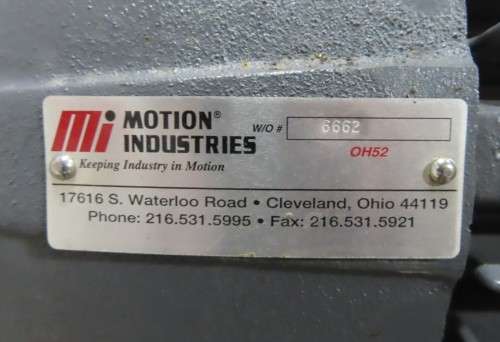 mi MOTION® INDUSTRIES
W/O # 6662
OH52
Keeping Industry in Motion
17616 S. Waterloo Road • Cleveland, Ohio 44119
Phone: 216.531.5995 • Fax: 216.531.5921